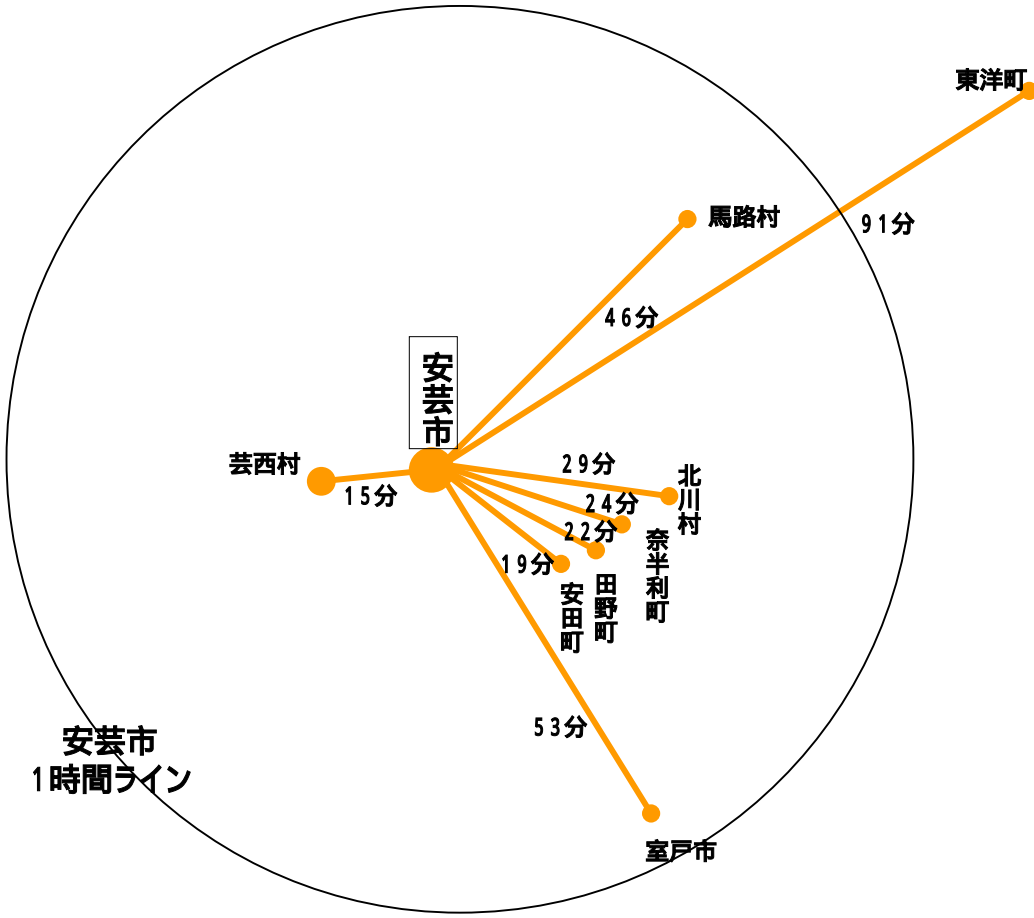 東洋町
馬路村
91分
46分
安芸市
芸西村
15分
29分
北川村
24分
22分
奈半利町
19分
田野町
安田町
53分
安芸市
1時間ライン
室戸市